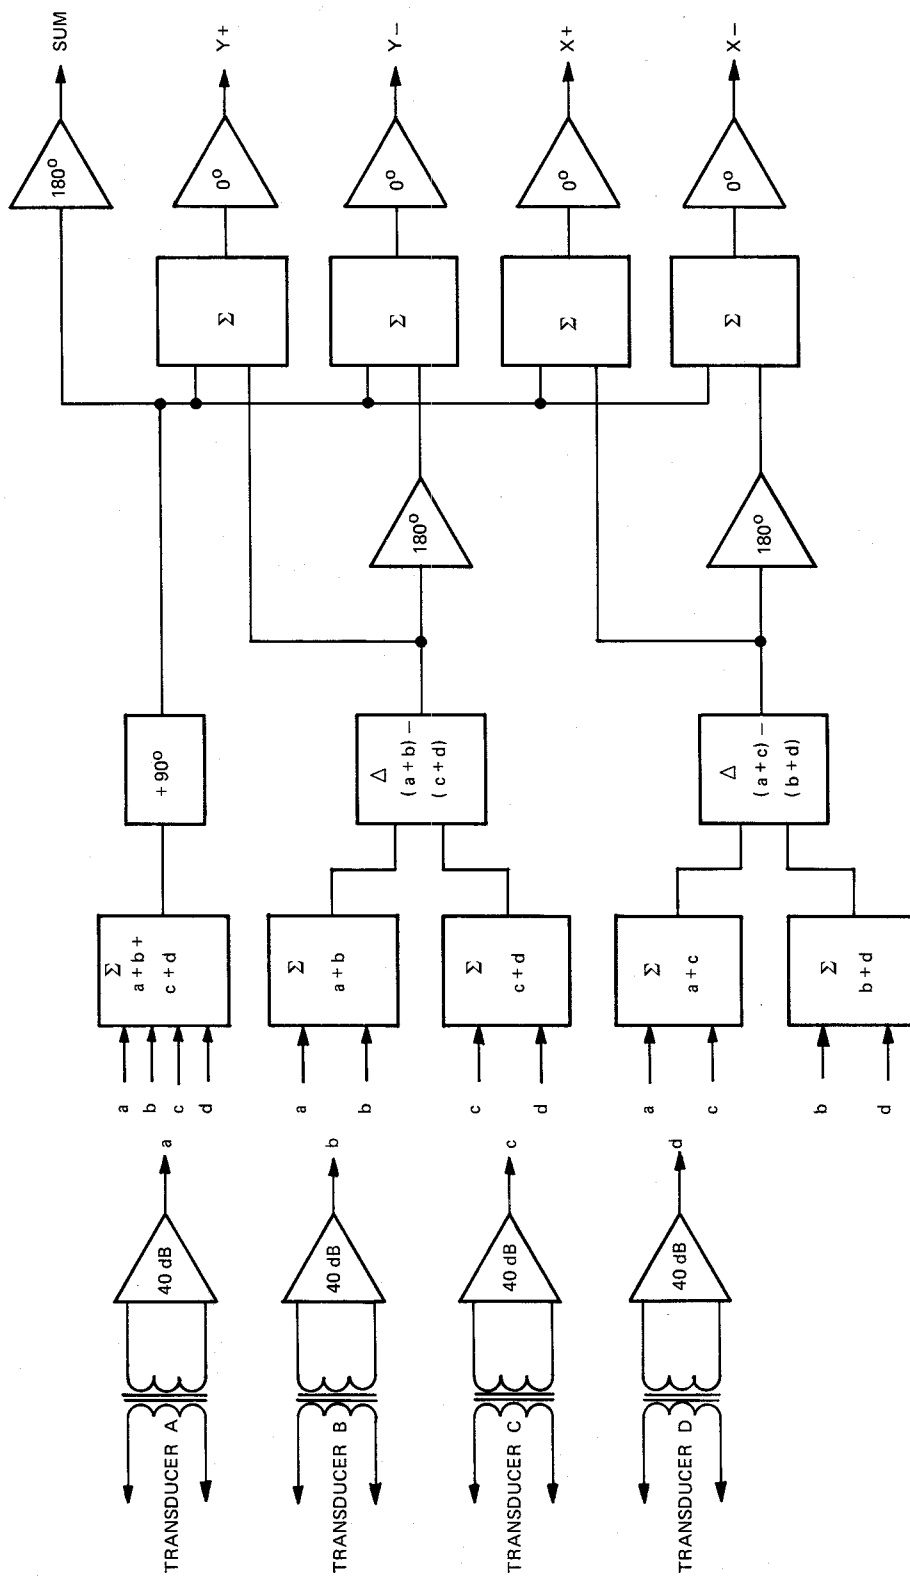 TRANSDUCER A
40 dB
a
TRANSDUCER B
40 dB
b
TRANSDUCER C
40 dB
c
TRANSDUCER D
40 dB
d
a
b
c
d
Σ
a + b +
c + d
+ 90°
180°
SUM
a
b
Σ
a + b
c
d
Σ
c + d
Δ
( a + b ) −
( c + d )
180°
Σ
0°
Y +
Σ
0°
Y −
a
c
Σ
a + c
b
d
Σ
b + d
Δ
( a + c ) −
( b + d )
180°
Σ
0°
X +
Σ
0°
X −